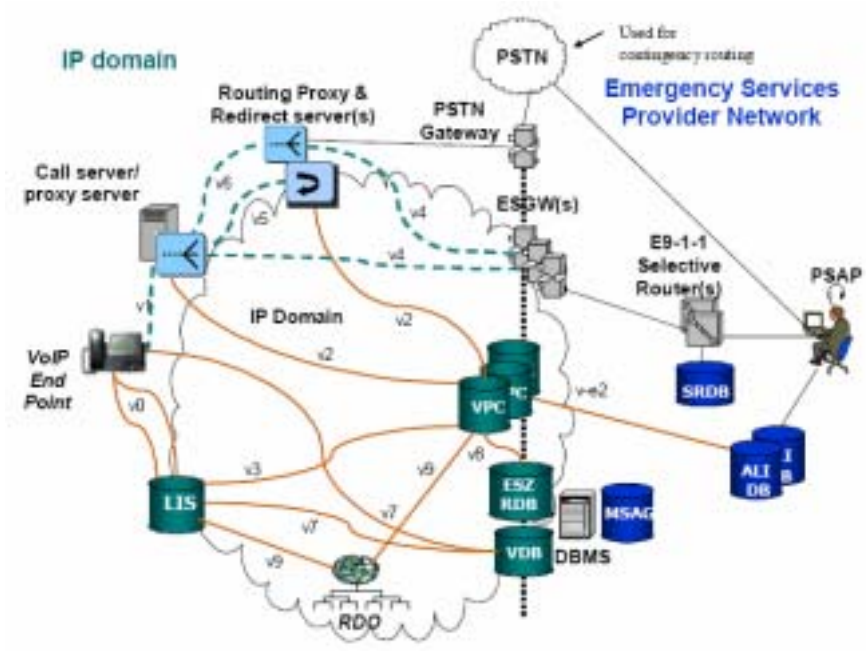 Used for
contingency routing
PSTN
IP domain
Emergency Services
Provider Network
Routing Proxy &
Redirect server(s)
PSTN
Gateway
Call server/
proxy server
v6
v5
v4
ESGW(s)
v4
E9-1-1
Selective
Router(s)
PSAP
IP Domain
v2
v2
VoIP
End
Point
v0
VPC
v-e2
SRDB
v3
v9
v8
ALI
DB
LIS
v7
v7
ESZ
RDB
MSAG
v9
VDB
DBMS